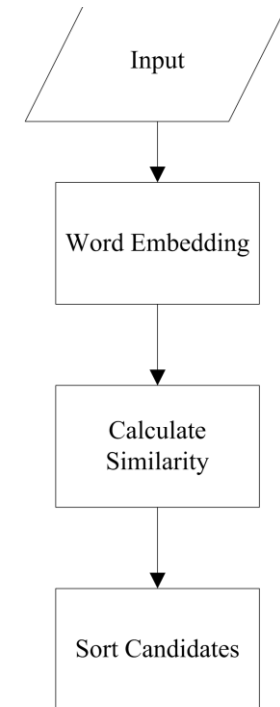 Input
Word Embedding
Calculate
Similarity
Sort Candidates